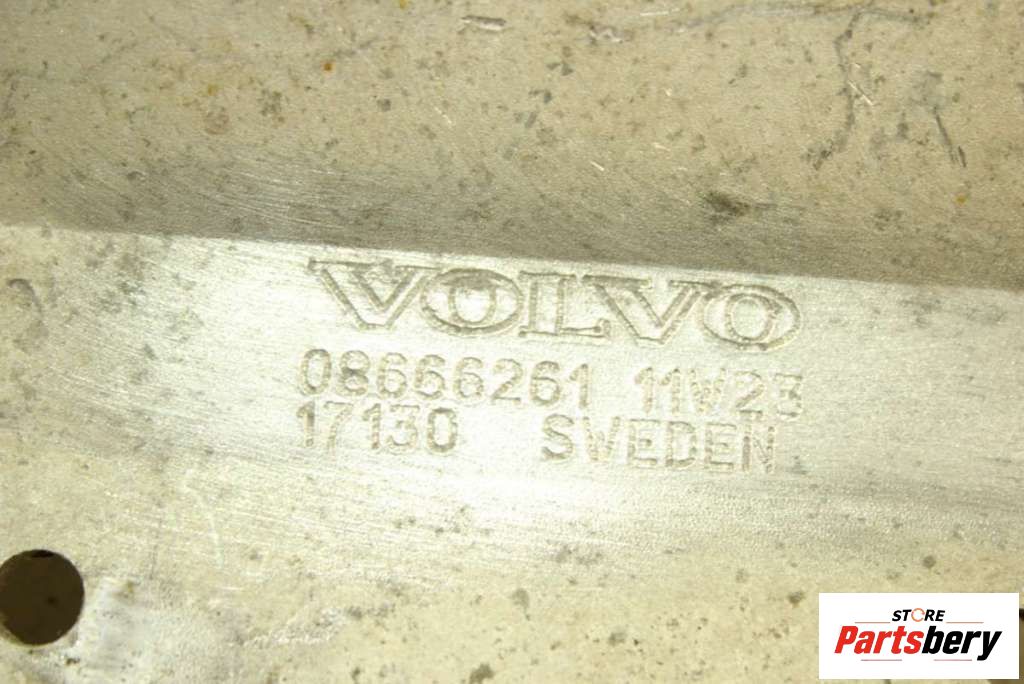 VOLVO
08666261 11W23
17130 SWEDEN
STORE
Partsbery